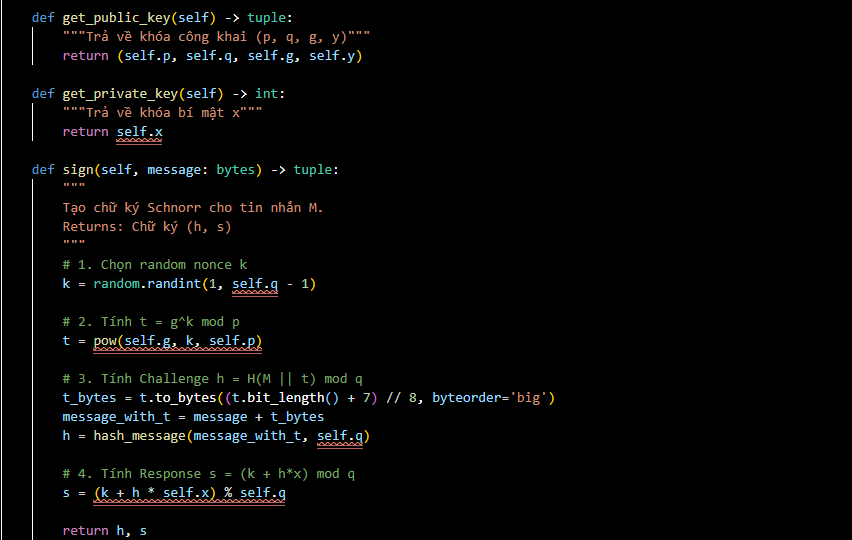 def get_public_key(self) -> tuple:
    """Trả về khóa công khai (p, q, g, y)"""
    return (self.p, self.q, self.g, self.y)

def get_private_key(self) -> int:
    """Trả về khóa bí mật x"""
    return self.x

def sign(self, message: bytes) -> tuple:
    """
    Tạo chữ ký Schnorr cho tin nhắn M.
    Returns: Chữ ký (h, s)
    """
    # 1. Chọn random nonce k
    k = random.randint(1, self.q - 1)

    # 2. Tính t = g^k mod p
    t = pow(self.g, k, self.p)

    # 3. Tính Challenge h = H(M || t) mod q
    t_bytes = t.to_bytes((t.bit_length() + 7) // 8, byteorder='big')
    message_with_t = message + t_bytes
    h = hash_message(message_with_t, self.q)

    # 4. Tính Response s = (k + h*x) mod q
    s = (k + h * self.x) % self.q

    return h, s